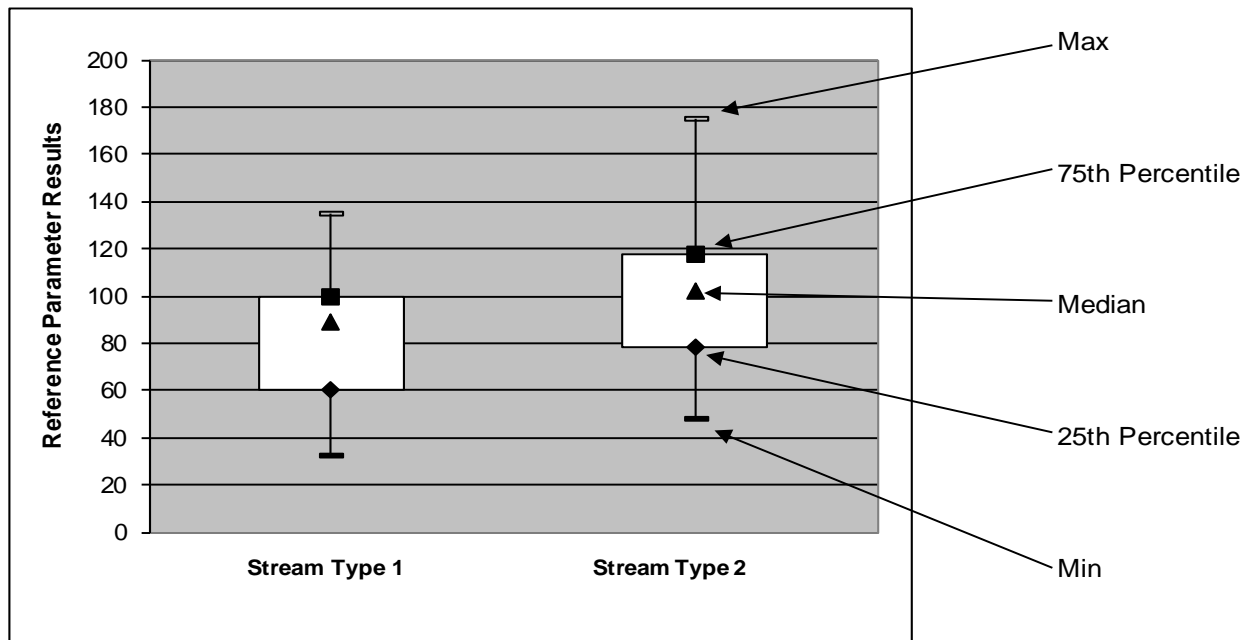 Max
200
180
160
140
120
100
80
60
40
20
0
Reference Parameter Results
75th Percentile
Median
25th Percentile
Min
Stream Type 1
Stream Type 2